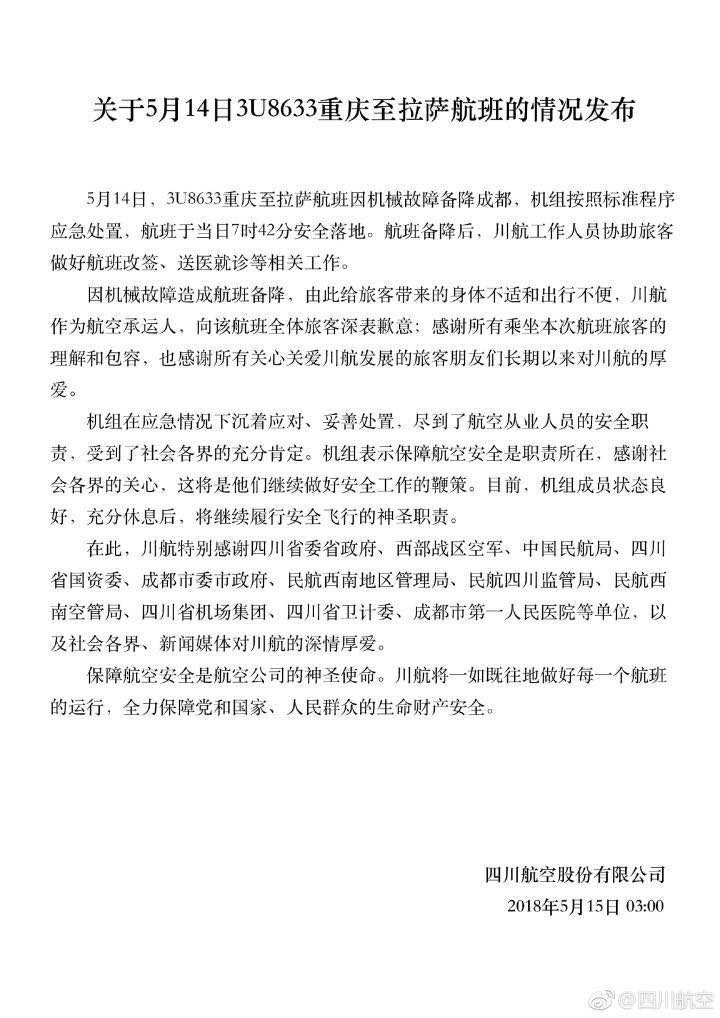 关于5月14日3U8633重庆至拉萨航班的情况发布
5月14日，3U8633重庆至拉萨航班因机械故障备降成都，机组按照标准程序
应急处置，航班于当日7时42分安全落地。航班备降后，川航工作人员协助旅客
做好航班改签、送医就诊等相关工作。
因机械故障造成航班备降，由此给旅客带来的身体不适和出行不便，川航
作为航空承运人，向该航班全体旅客深表歉意；感谢所有乘坐本次航班旅客的
理解和包容，也感谢所有关心关爱川航发展的旅客朋友们长期以来对川航的厚
爱。
机组在应急情况下沉着应对、妥善处置，尽到了航空从业人员的安全职
责，受到了社会各界的充分肯定。机组表示保障航空安全是职责所在，感谢社
会各界的关心，这将是他们继续做好安全工作的鞭策。目前，机组成员状态良
好，充分休息后，将继续履行安全飞行的神圣职责。
在此，川航特别感谢四川省委省政府、西部战区空军、中国民航局、四川
省国资委、成都市委市政府、民航西南地区管理局、民航四川监管局、民航西
南空管局、四川省机场集团、四川省卫计委、成都市第一人民医院等单位，以
及社会各界、新闻媒体对川航的深情厚爱。
保障航空安全是航空公司的神圣使命。川航将一如既往地做好每一个航班
的运行，全力保障党和国家、人民群众的生命财产安全。
四川航空股份有限公司
2018年5月15日 03:00
@四川航空